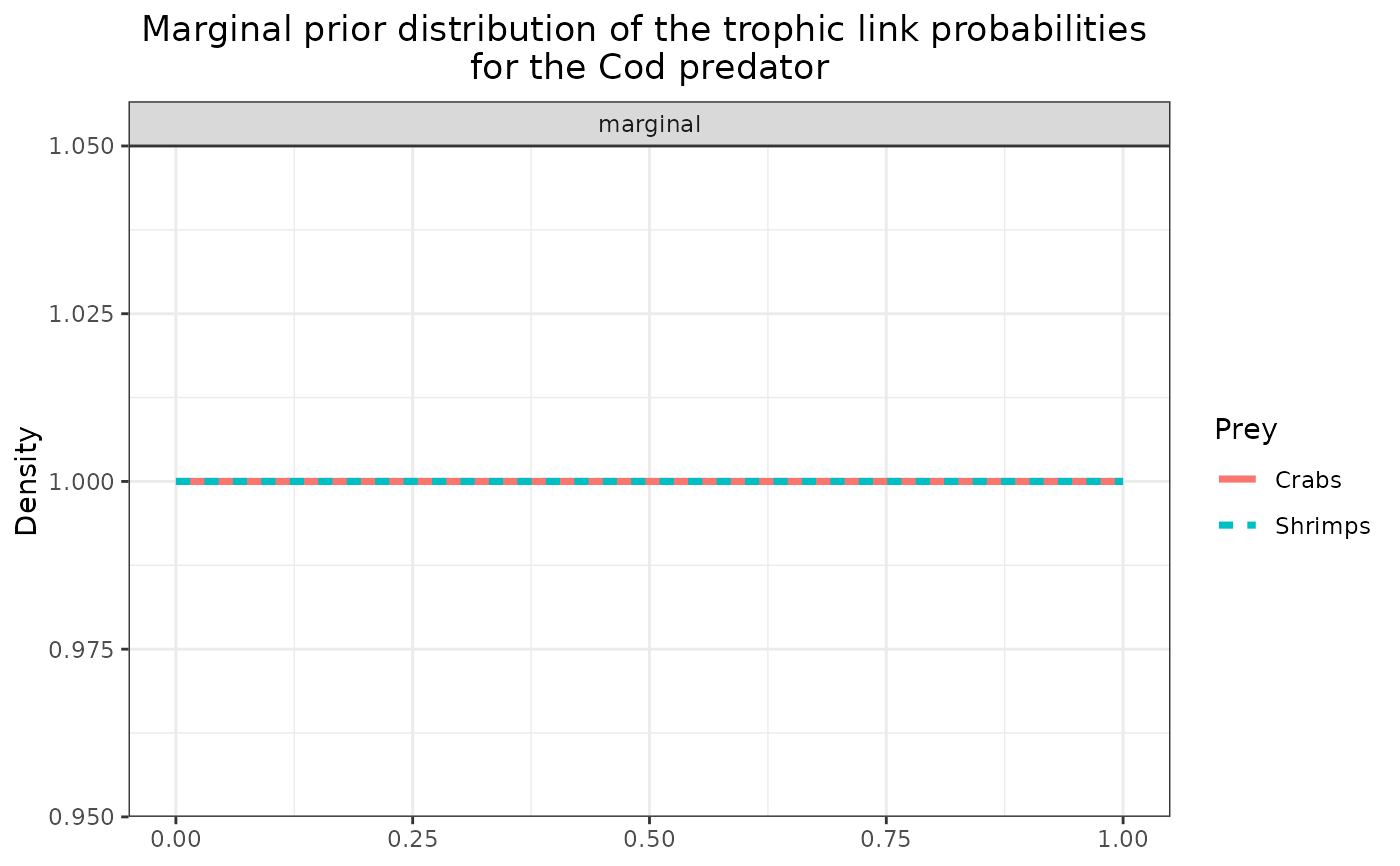 Marginal prior distribution of the trophic link probabilities
for the Cod predator
marginal
1.050
1.025
1.000
0.975
0.950
Density
0.00 0.25 0.50 0.75 1.00
Prey
Crabs
Shrimps